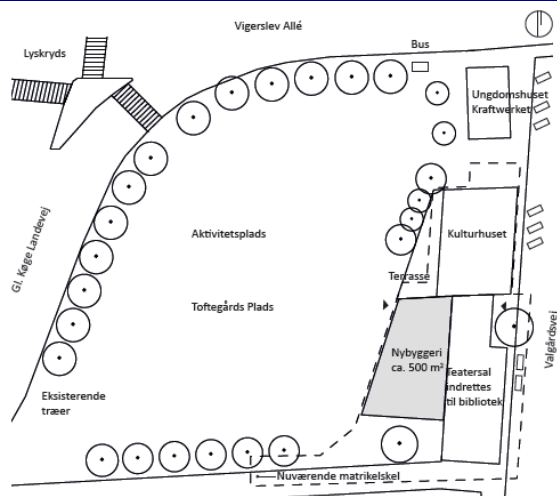 Vigerslev Allé
Lyskryds
Bus
Ungdomshuset
Kraftwerket
Gl. Køge Landevej
Aktivitetsplads
Kulturhuset
Terrasse
Toftegårds Plads
Valgårdsvej
Nybyggeri
ca. 500 m²
Teatersal
indrettes
til bibliotek
Eksisterende
træer
Nuværende matrikelskel